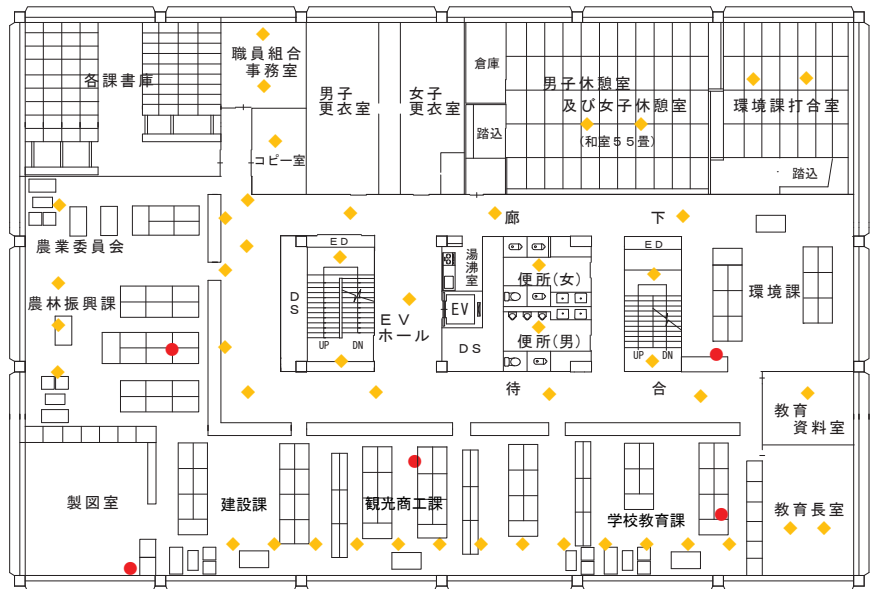 各課書庫
職員組合
事務室
男子
更衣室
女子
更衣室
倉庫
男子休憩室
及び女子休憩室
(和室55畳)
環境課打合室
踏込
コピー室
踏込
農業委員会
廊
下
ED
ED
湯沸室
便所(女)
環境課
農林振興課
DS
EV
ホール
EV
便所(男)
UP
DN
DS
UP
DN
待
合
教育
資料室
製図室
建設課
観光商工課
学校教育課
教育長室